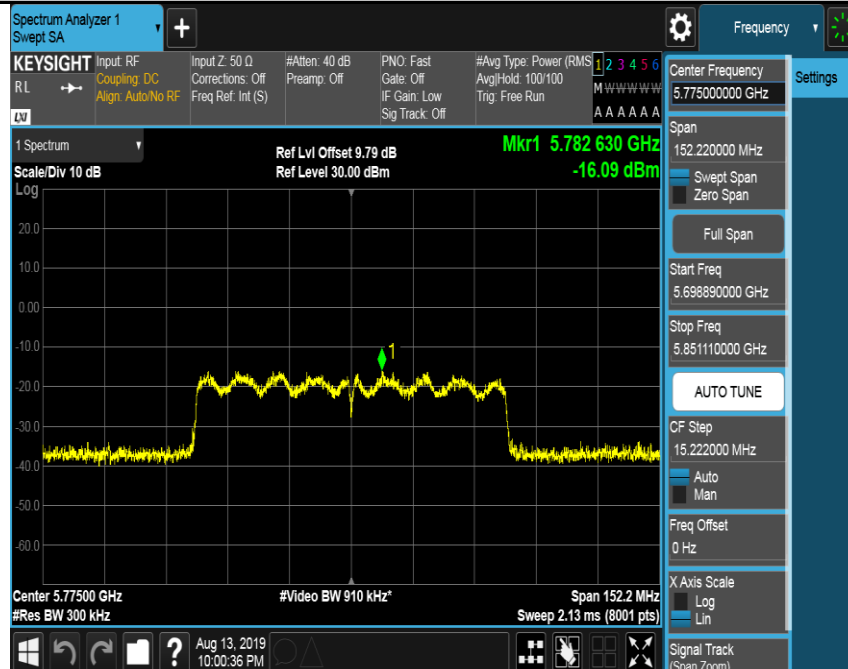 Spectrum Analyzer 1
Swept SA
+
Frequency
KEYSIGHT
RL
LXI
Input: RF
Coupling: DC
Align: Auto/No RF
Input Z: 50 Ω
Corrections: Off
Freq Ref: Int (S)
#Atten: 40 dB
Preamp: Off
PNO: Fast
Gate: Off
IF Gain: Low
Sig Track: Off
#Avg Type: Power (RMS
Avg|Hold: 100/100
Trig: Free Run
1 2 3 4 5 6
M W W W W W
A A A A A A
1 Spectrum
Scale/Div 10 dB
Ref Lvl Offset 9.79 dB
Ref Level 30.00 dBm
Mkr1 5.782 630 GHz
-16.09 dBm
Log
20.0
10.0
0.00
-10.0
-20.0
-30.0
-40.0
-50.0
-60.0
1
Center 5.77500 GHz
#Res BW 300 kHz
#Video BW 910 kHz*
Span 152.2 MHz
Sweep 2.13 ms (8001 pts)
?
Aug 13, 2019
10:00:36 PM
Center Frequency
5.775000000 GHz
Settings
Span
152.220000 MHz
Swept Span
Zero Span
Full Span
Start Freq
5.698890000 GHz
Stop Freq
5.851110000 GHz
AUTO TUNE
CF Step
15.222000 MHz
Auto
Man
Freq Offset
0 Hz
X Axis Scale
Log
Lin
Signal Track
(Span Zoom)